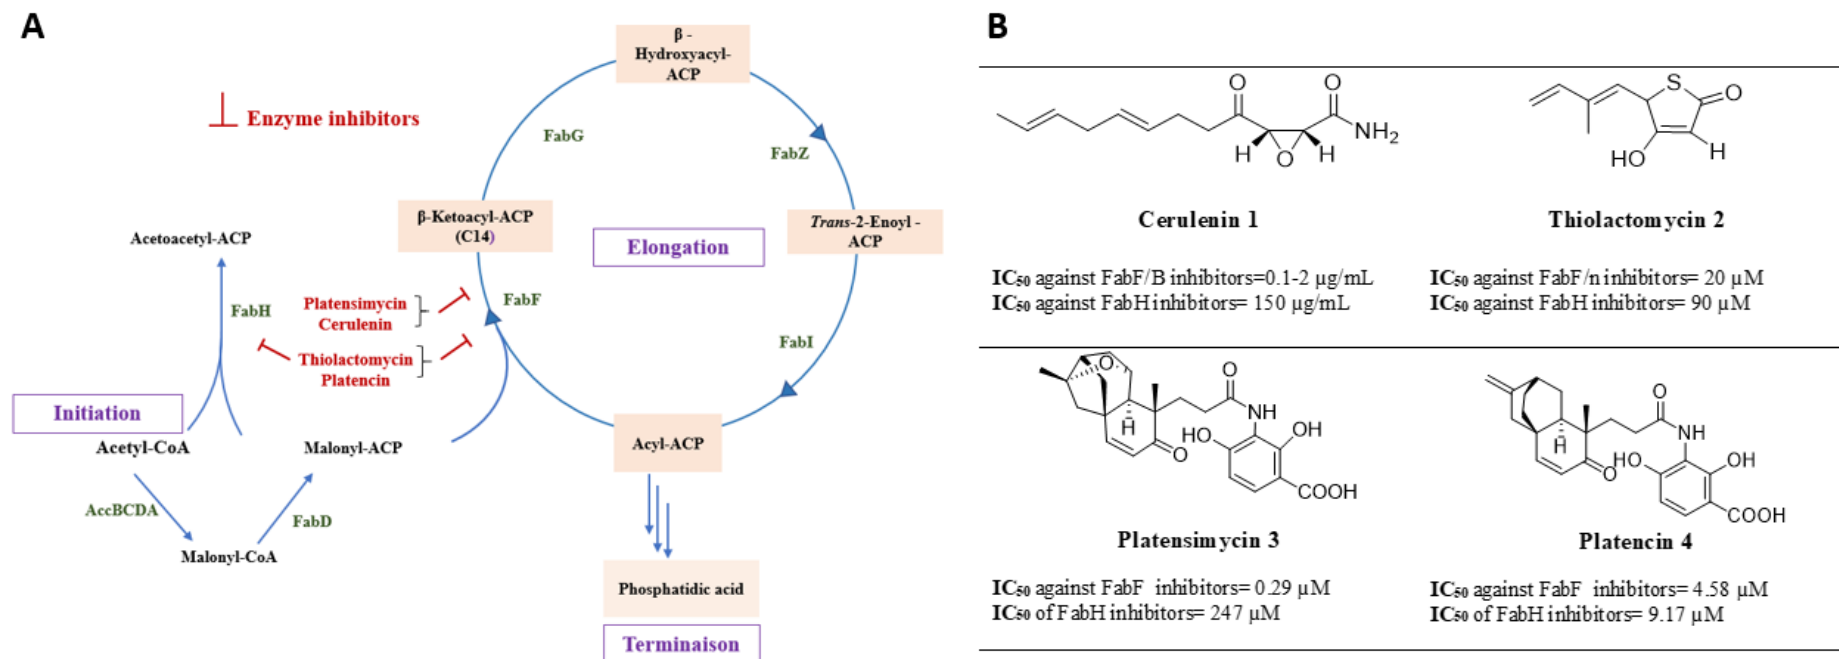 A
Enzyme inhibitors
β -
Hydroxyacyl-
ACP
FabG
FabZ
β-Ketoacyl-ACP
(C14)
Trans-2-Enoyl -
ACP
Elongation
Acetoacetyl-ACP
FabH
Platensimycin
Cerulenin
FabF
Thiolactomycin
Platencin
FabI
Initiation
Acetyl-CoA
Malonyl-ACP
Acyl-ACP
AccBCDA
FabD
Malonyl-CoA
Phosphatidic acid
Terminaison
B
O
O
NH₂
H
O
H
Cerulenin 1
IC₅₀ against FabF/B inhibitors=0.1-2 µg/mL
IC₅₀ against FabH inhibitors= 150 µg/mL
S
O
HO
H
Thiolactomycin 2
IC₅₀ against FabF/n inhibitors= 20 µM
IC₅₀ against FabH inhibitors= 90 µM
O
O
NH
H
HO
OH
O
COOH
Platensimycin 3
IC₅₀ against FabF inhibitors= 0.29 µM
IC₅₀ of FabH inhibitors= 247 µM
O
NH
H
HO
OH
O
COOH
Platencin 4
IC₅₀ against FabF inhibitors= 4.58 µM
IC₅₀ of FabH inhibitors= 9.17 µM